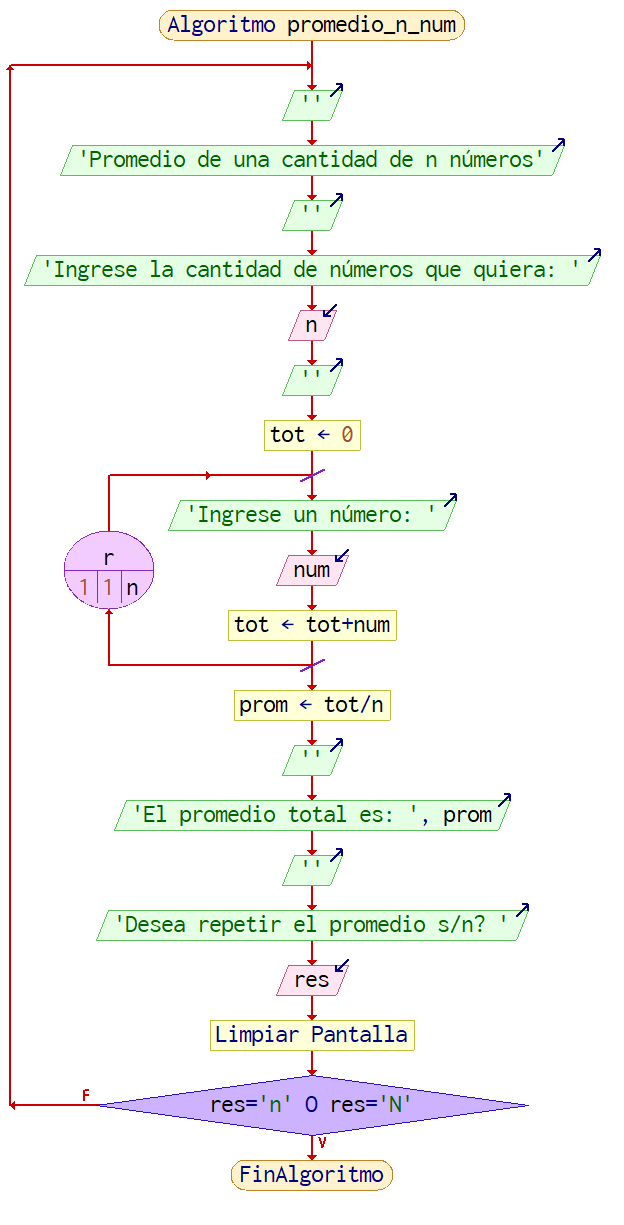 Algoritmo promedio_n_num
''
'Promedio de una cantidad de n números'
''
'Ingrese la cantidad de números que quiera: '
n
''
tot ← 0
'Ingrese un número: '
r
1 1 n
num
tot ← tot+num
prom ← tot/n
''
'El promedio total es: ', prom
''
'Desea repetir el promedio s/n? '
res
Limpiar Pantalla
F
res='n' O res='N'
V
FinAlgoritmo